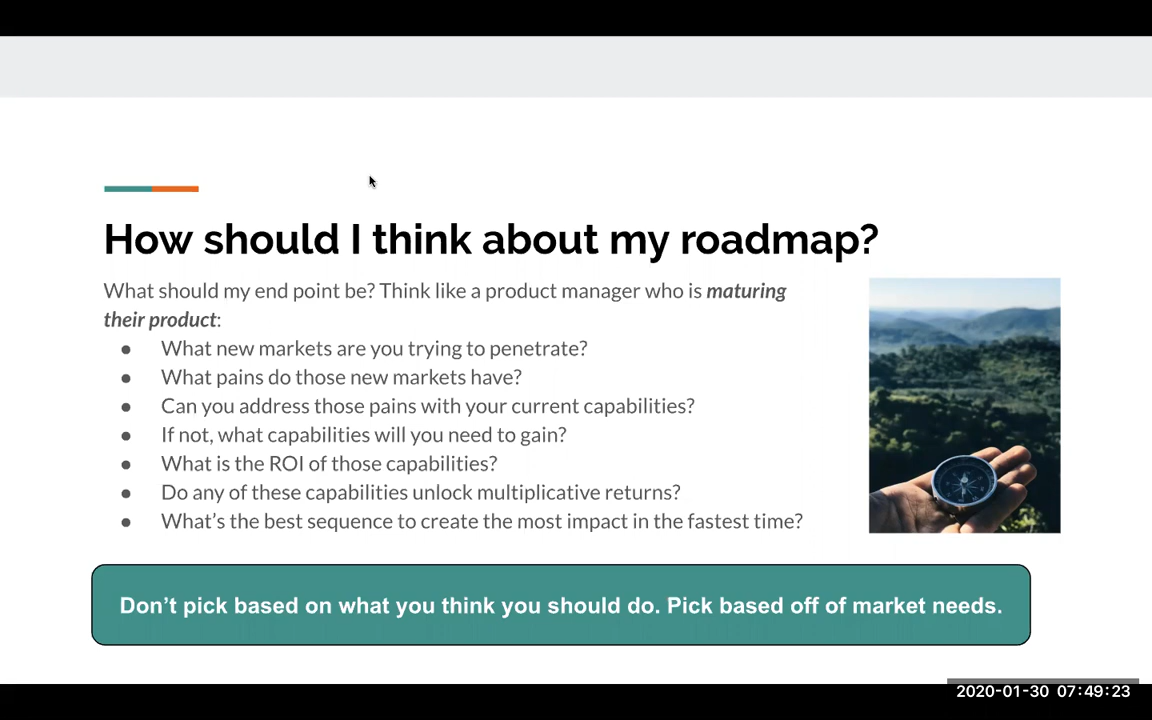 How should I think about my roadmap?
What should my end point be? Think like a product manager who is maturing
their product:
● What new markets are you trying to penetrate?
● What pains do those new markets have?
● Can you address those pains with your current capabilities?
● If not, what capabilities will you need to gain?
● What is the ROI of those capabilities?
● Do any of these capabilities unlock multiplicative returns?
● What’s the best sequence to create the most impact in the fastest time?
Don’t pick based on what you think you should do. Pick based off of market needs.
2020-01-30 07:49:23